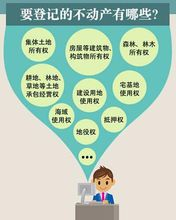 要登记的不动产有哪些?
集体土地
所有权
房屋等建筑物、
构筑物所有权
森林、林木
所有权
耕地、林地、
草地等土地
承包经营权
建设用地
使用权
宅基地
使用权
海域
使用权
地役权
抵押权
•••